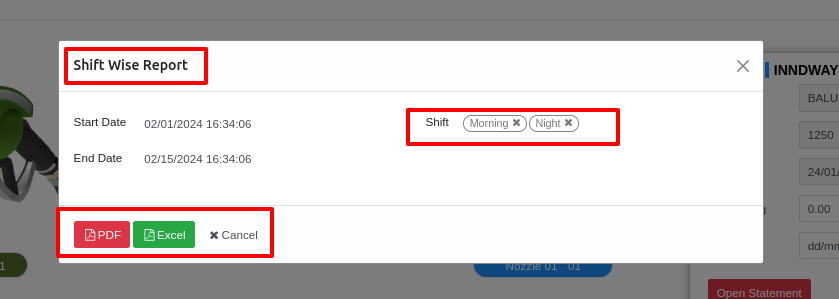 Shift Wise Report
INNDWAY
Start Date 02/01/2024 16:34:06 Shift Morning ✖ Night ✖
BALU
1250
End Date 02/15/2024 16:34:06
24/01/
0.00
PDF Excel ✖ Cancel
dd/mm
1
Nozzle 01 01
Open Statement